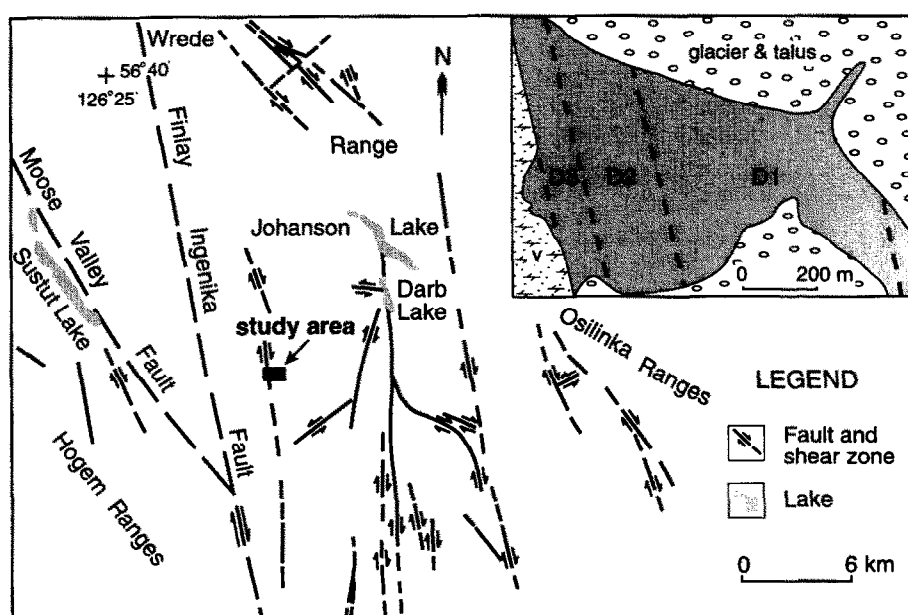 Wrede
56°40'
126°25'
Finlay
Ingenika
Fault
N
Range
Moose
Valley
Fault
Sustut Lake
Johanson Lake
Darb
Lake
study area
Hogem Ranges
Osilinka Ranges
glacier & talus
D3 D2 D1
v
0 200 m
LEGEND
Fault and
shear zone
Lake
0 6 km